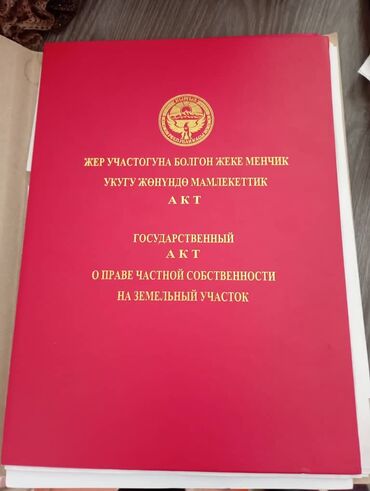 ЖЕР УЧАСТОГУНА БОЛГОН ЖЕКЕ МЕНЧИК
УКУГУ ЖӨНҮНДӨ МАМЛЕКЕТТИК
АКТ
ГОСУДАРСТВЕННЫЙ
АКТ
О ПРАВЕ ЧАСТНОЙ СОБСТВЕННОСТИ
НА ЗЕМЕЛЬНЫЙ УЧАСТОК